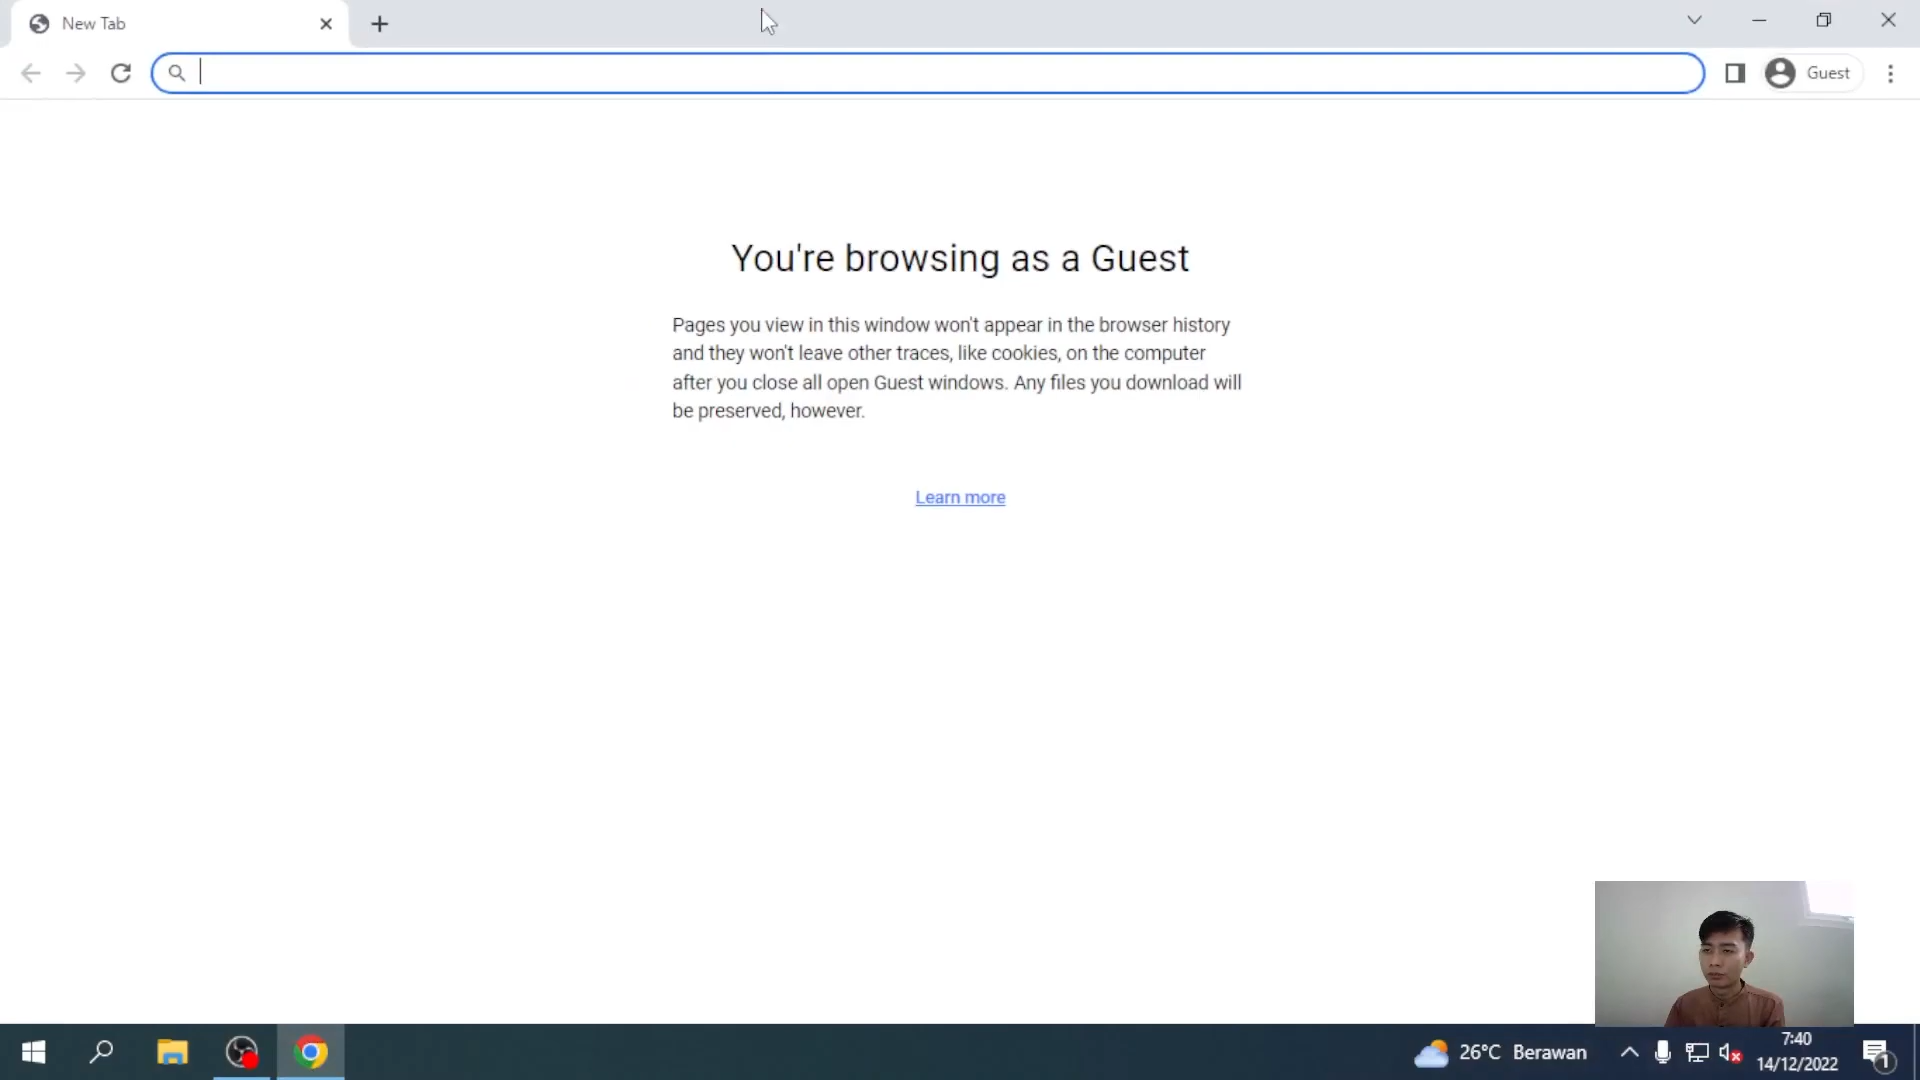 New Tab
Guest
You're browsing as a Guest
Pages you view in this window won't appear in the browser history
and they won't leave other traces, like cookies, on the computer
after you close all open Guest windows. Any files you download will
be preserved, however.
Learn more
26°C Berawan
7:40
14/12/2022
1